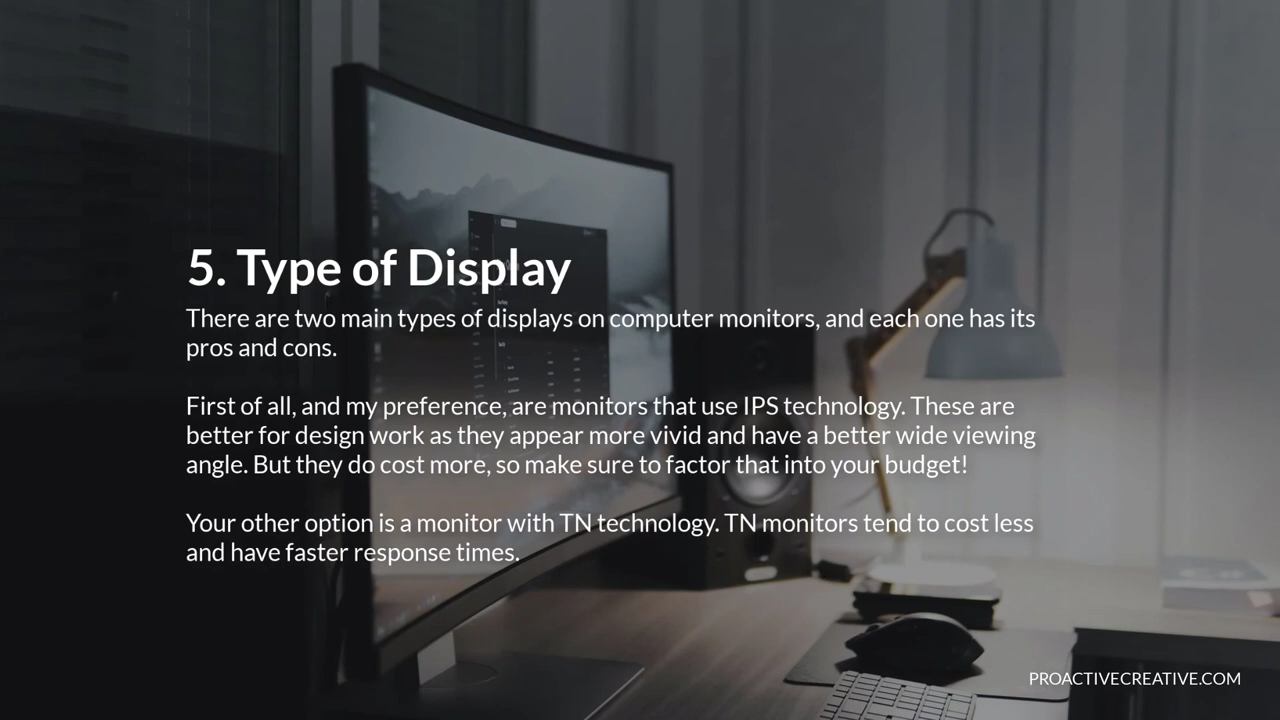 5. Type of Display
There are two main types of displays on computer monitors, and each one has its
pros and cons.
First of all, and my preference, are monitors that use IPS technology. These are
better for design work as they appear more vivid and have a better wide viewing
angle. But they do cost more, so make sure to factor that into your budget!
Your other option is a monitor with TN technology. TN monitors tend to cost less
and have faster response times.
PROACTIVECREATIVE.COM